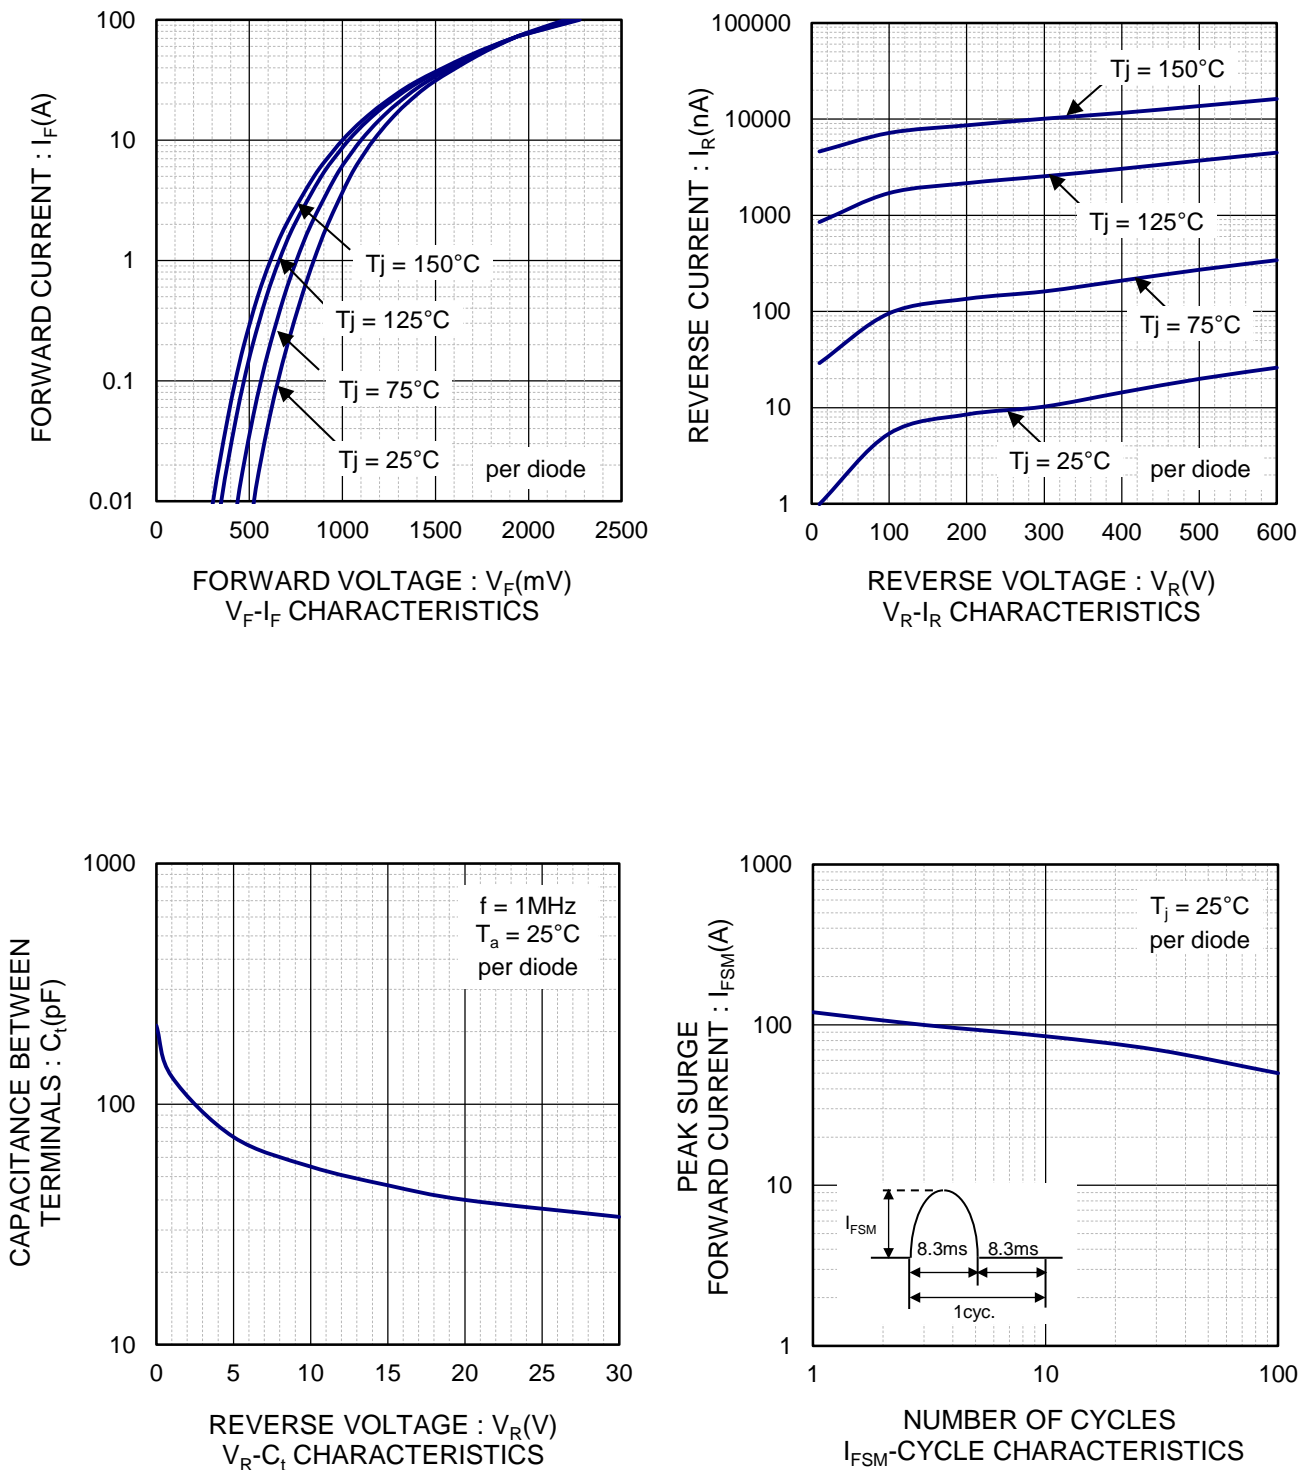 FORWARD CURRENT : IF(A)
100
10
1
0.1
0.01
Tj = 150°C
Tj = 125°C
Tj = 75°C
Tj = 25°C
per diode
0 500 1000 1500 2000 2500
FORWARD VOLTAGE : VF(mV)
VF-IF CHARACTERISTICS
REVERSE CURRENT : IR(nA)
100000
10000
1000
100
10
1
Tj = 150°C
Tj = 125°C
Tj = 75°C
Tj = 25°C
per diode
0 100 200 300 400 500 600
REVERSE VOLTAGE : VR(V)
VR-IR CHARACTERISTICS
CAPACITANCE BETWEEN
TERMINALS : Ct(pF)
1000
100
10
f = 1MHz
Ta = 25°C
per diode
0 5 10 15 20 25 30
REVERSE VOLTAGE : VR(V)
VR-Ct CHARACTERISTICS
PEAK SURGE
FORWARD CURRENT : IFSM(A)
1000
100
10
1
Tj = 25°C
per diode
IFSM
8.3ms 8.3ms
1cyc.
1 10 100
NUMBER OF CYCLES
IFSM-CYCLE CHARACTERISTICS